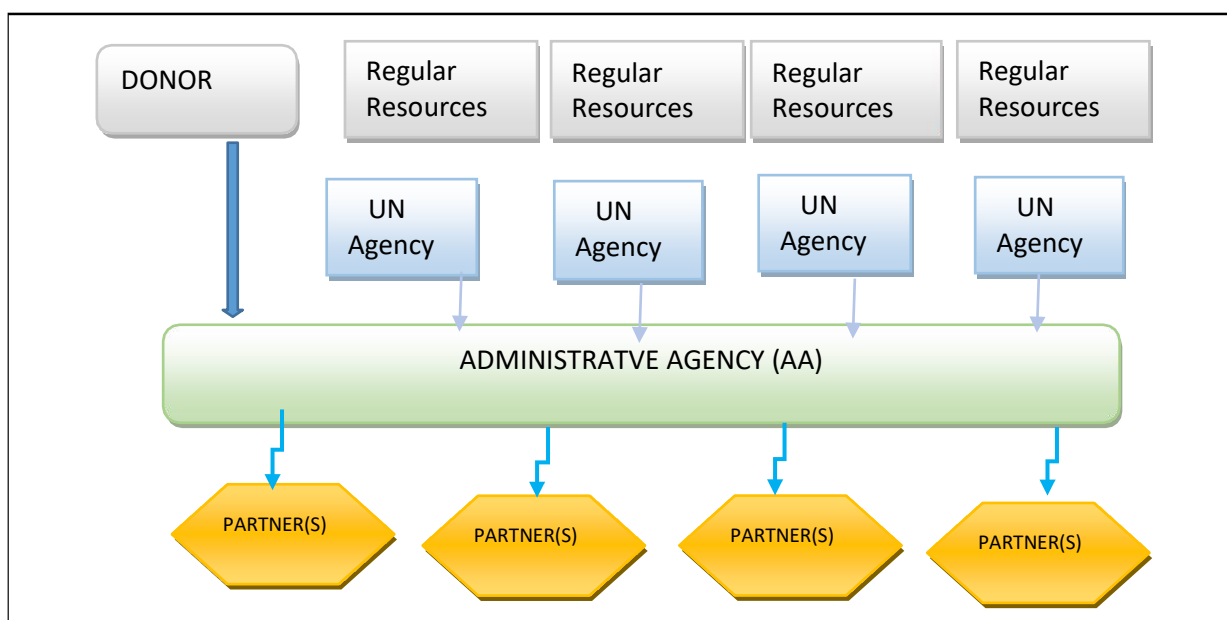 DONOR
Regular
Resources
Regular
Resources
Regular
Resources
Regular
Resources
UN
Agency
UN
Agency
UN
Agency
UN
Agency
ADMINISTRATVE AGENCY (AA)
PARTNER(S)
PARTNER(S)
PARTNER(S)
PARTNER(S)